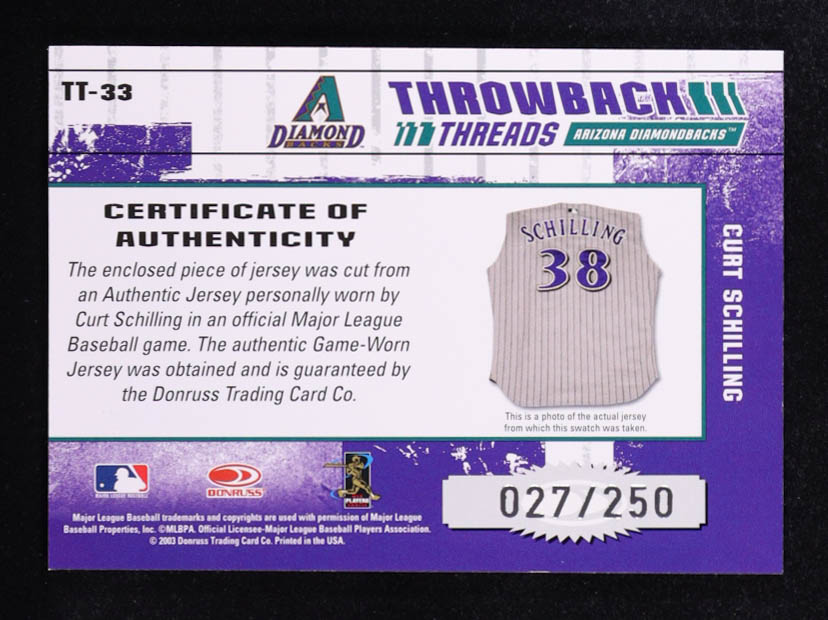 TT-33
DIAMOND
BACKS
THROWBACK
THREADS
ARIZONA DIAMONDBACKS™
CERTIFICATE OF
AUTHENTICITY
The enclosed piece of jersey was cut from
an Authentic Jersey personally worn by
Curt Schilling in an official Major League
Baseball game. The authentic Game-Worn
Jersey was obtained and is guaranteed by
the Donruss Trading Card Co.
SCHILLING
38
This is a photo of the actual jersey
from which this swatch was taken.
CURT SCHILLING
MAJOR LEAGUE BASEBALL
DONRUSS
PLAYERS
027/250
Major League Baseball trademarks and copyrights are used with permission of Major League
Baseball Properties, Inc. ©MLBPA. Official Licensee-Major League Baseball Players Association.
© 2003 Donruss Trading Card Co. Printed in the USA.